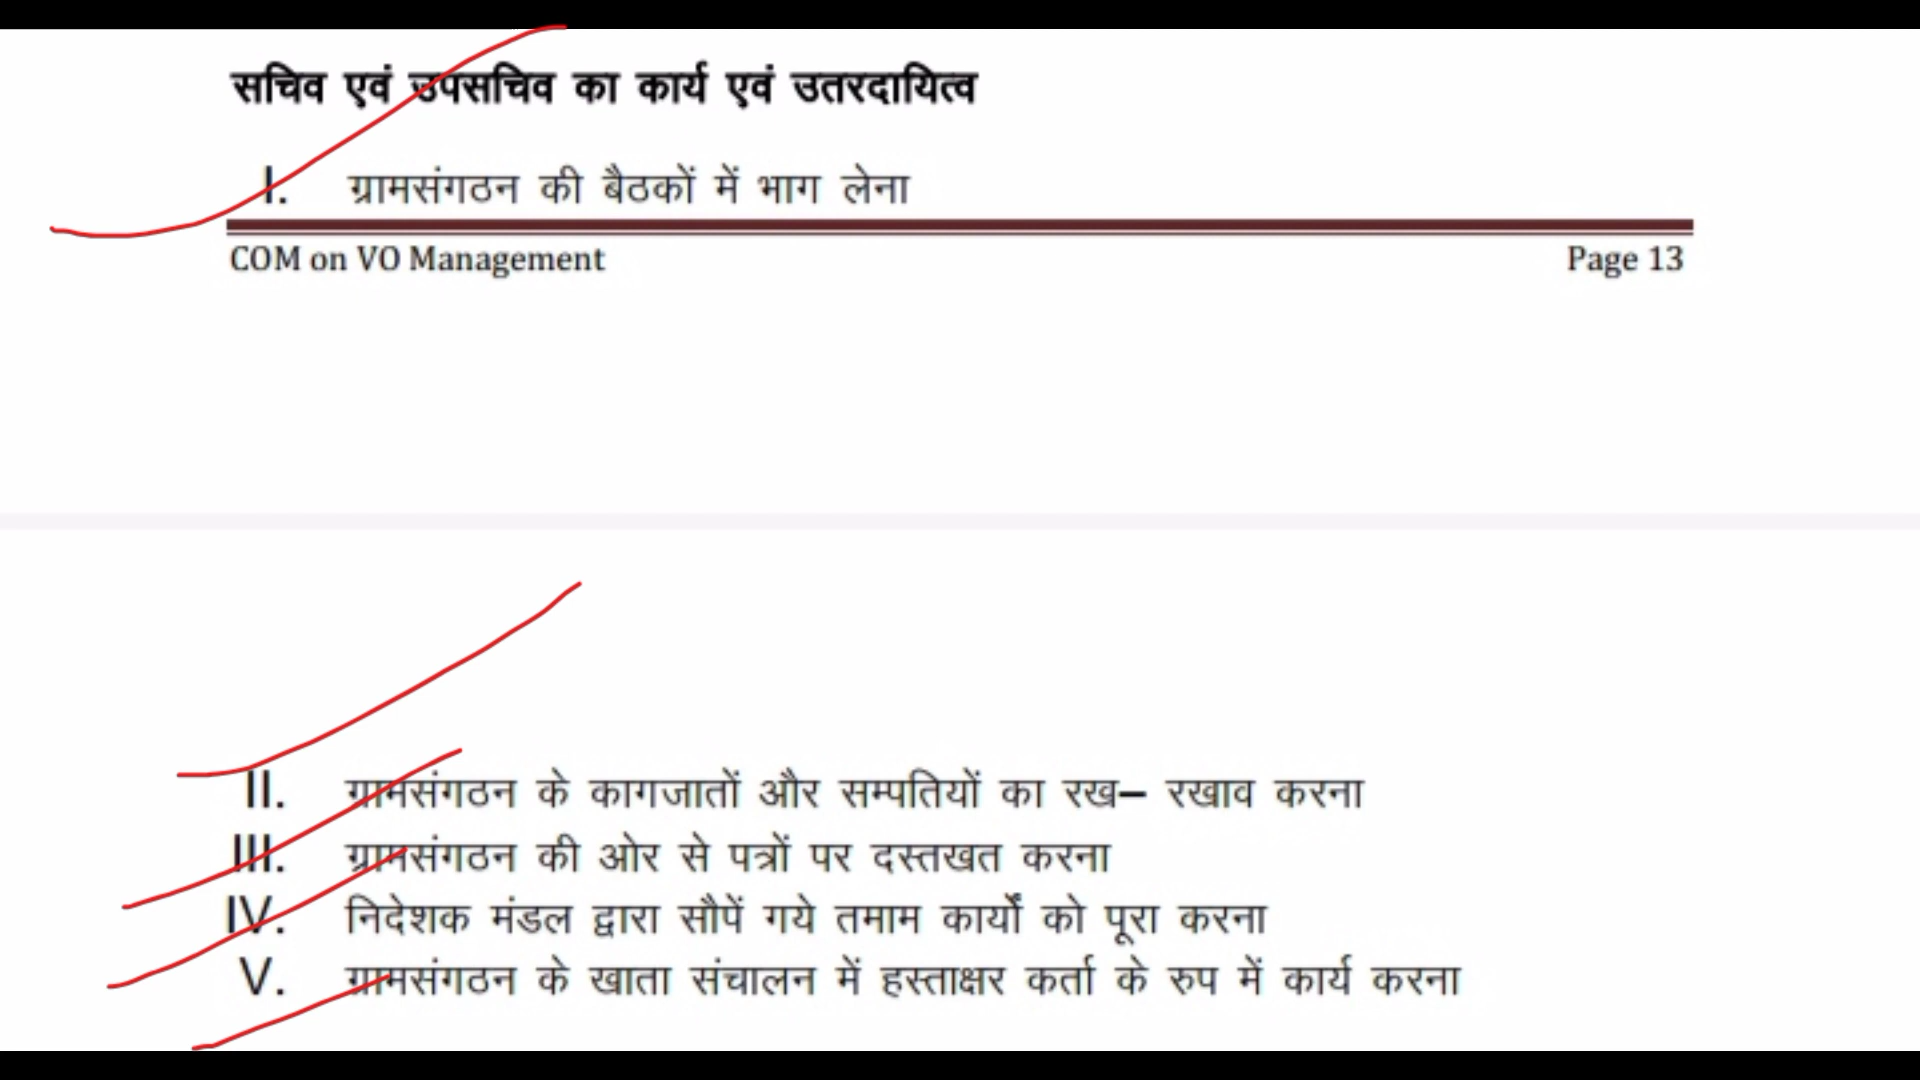 सचिव एवं उपसचिव का कार्य एवं उतरदायित्व
I. ग्रामसंगठन की बैठकों में भाग लेना
COM on VO Management Page 13
II. ग्रामसंगठन के कागजातों और सम्पतियों का रख– रखाव करना
III. ग्रामसंगठन की ओर से पत्रों पर दस्तखत करना
IV. निदेशक मंडल द्वारा सौपें गये तमाम कार्यों को पूरा करना
V. ग्रामसंगठन के खाता संचालन में हस्ताक्षर कर्ता के रुप में कार्य करना